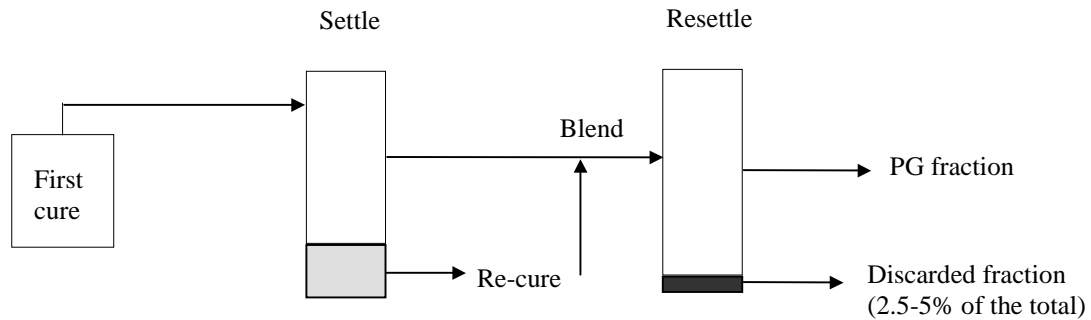 Settle
Resettle
Blend
First
cure
PG fraction
Re-cure
Discarded fraction
(2.5-5% of the total)